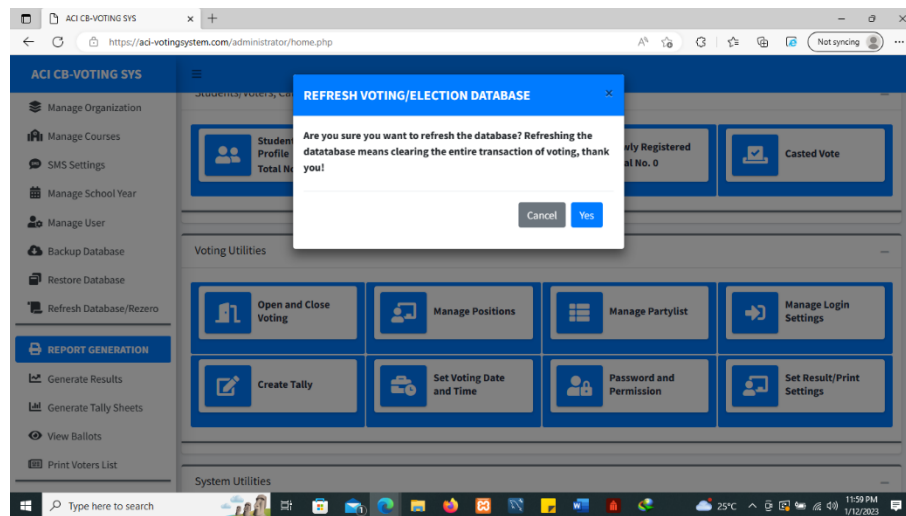 ACI CB-VOTING SYS
https://aci-votingsystem.com/administrator/home.php
Not syncing
ACI CB-VOTING SYS
Manage Organization
Manage Courses
SMS Settings
Manage School Year
Manage User
Backup Database
Restore Database
Refresh Database/Rezero
REPORT GENERATION
Generate Results
Generate Tally Sheets
View Ballots
Print Voters List
REFRESH VOTING/ELECTION DATABASE
×
Are you sure you want to refresh the database? Refreshing the
datatabase means clearing the entire transaction of voting, thank
you!
Cancel
Yes
Profile
Total
Registered
No. 0
Casted Vote
Voting Utilities
Open and Close
Voting
Manage Positions
Manage Partylist
Manage Login
Settings
Create Tally
Set Voting Date
and Time
Password and
Permission
Set Result/Print
Settings
System Utilities
Type here to search
25°C
11:59 PM
1/12/2023